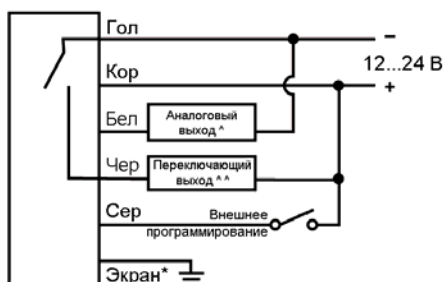 Гол
−
12...24 В
Кор
+
Бел
Аналоговый
выход ^
Чер
Переключающий
выход ^ ^
Сер
Внешнее
программирование
Экран*